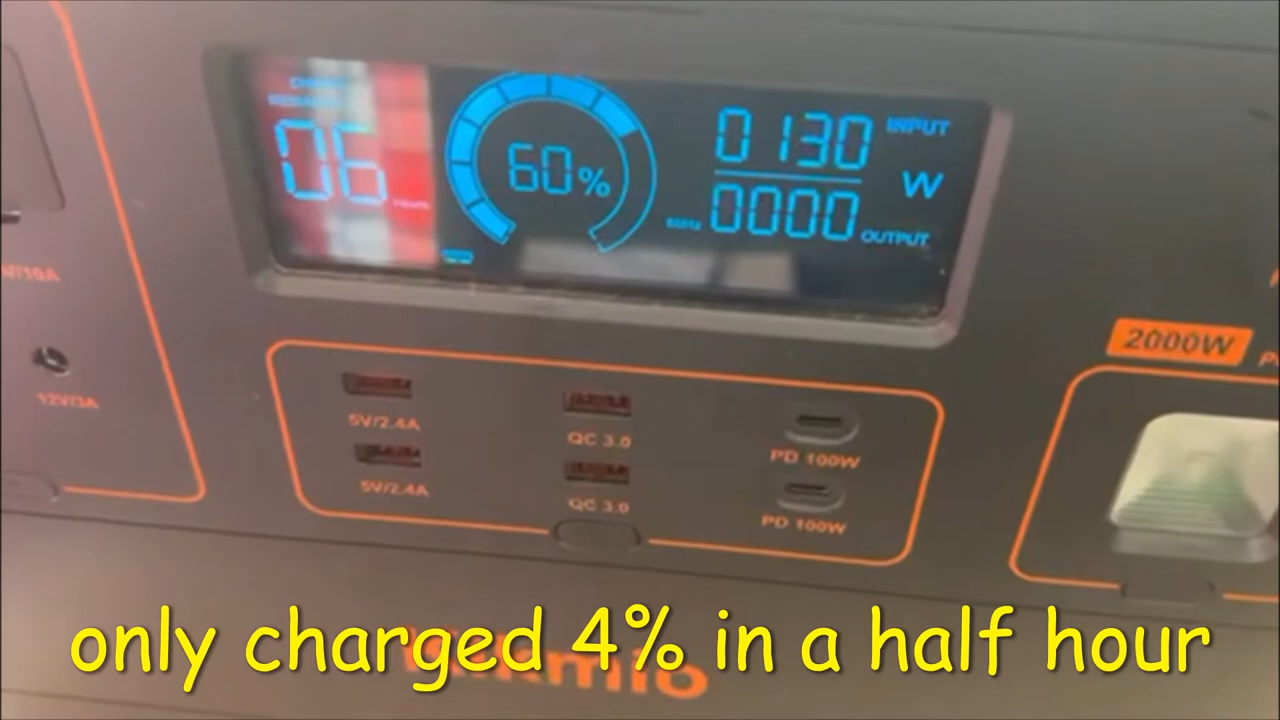 06
60%
0130 INPUT
W
0000 OUTPUT
60Hz
12V/3A
2000W
5V/2.4A
QC 3.0
PD 100W
5V/2.4A
QC 3.0
PD 100W
only charged 4% in a half hour